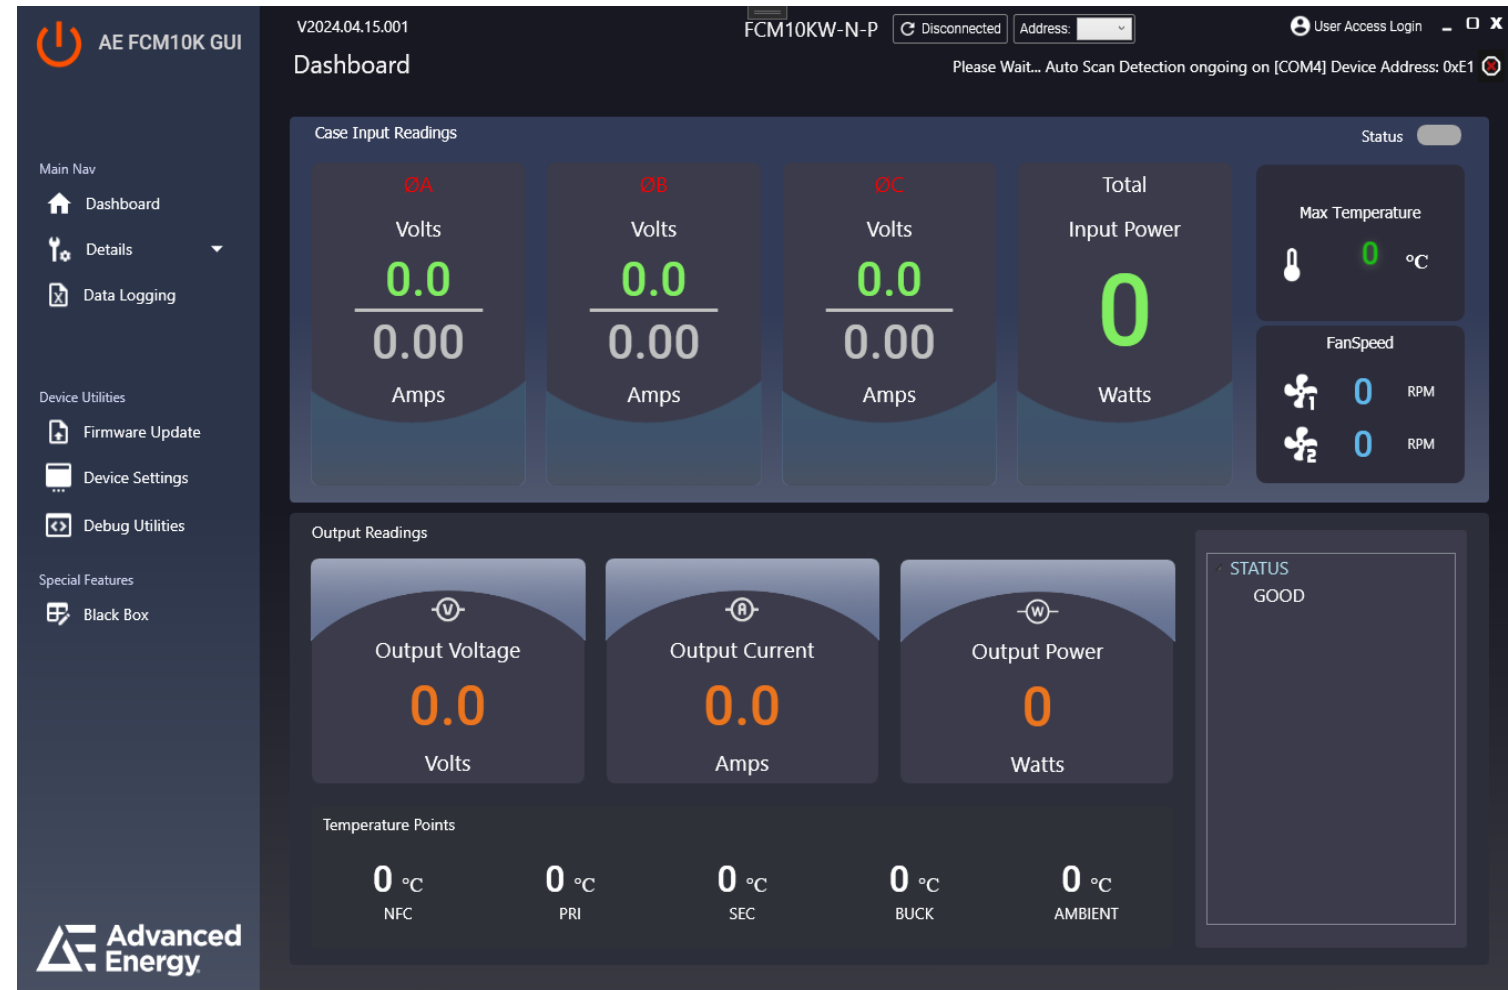 AE FCM10K GUI
V2024.04.15.001
FCM10KW-N-P
Disconnected
Address:
User Access Login
X
Dashboard
Please Wait... Auto Scan Detection ongoing on [COM4] Device Address: 0xE1
Main Nav
Dashboard
Details
Data Logging
Device Utilities
Firmware Update
Device Settings
Debug Utilities
Special Features
Black Box
Advanced
Energy
Case Input Readings
Status
ØA
Volts
0.0
0.00
Amps
ØB
Volts
0.0
0.00
Amps
ØC
Volts
0.0
0.00
Amps
Total
Input Power
0
Watts
Max Temperature
0 °C
FanSpeed
1 0 RPM
2 0 RPM
Output Readings
V
Output Voltage
0.0
Volts
A
Output Current
0.0
Amps
W
Output Power
0
Watts
STATUS
GOOD
Temperature Points
0 °C
NFC
0 °C
PRI
0 °C
SEC
0 °C
BUCK
0 °C
AMBIENT